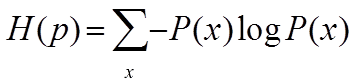 H(p) = ∑ −P(x) log P(x)
x